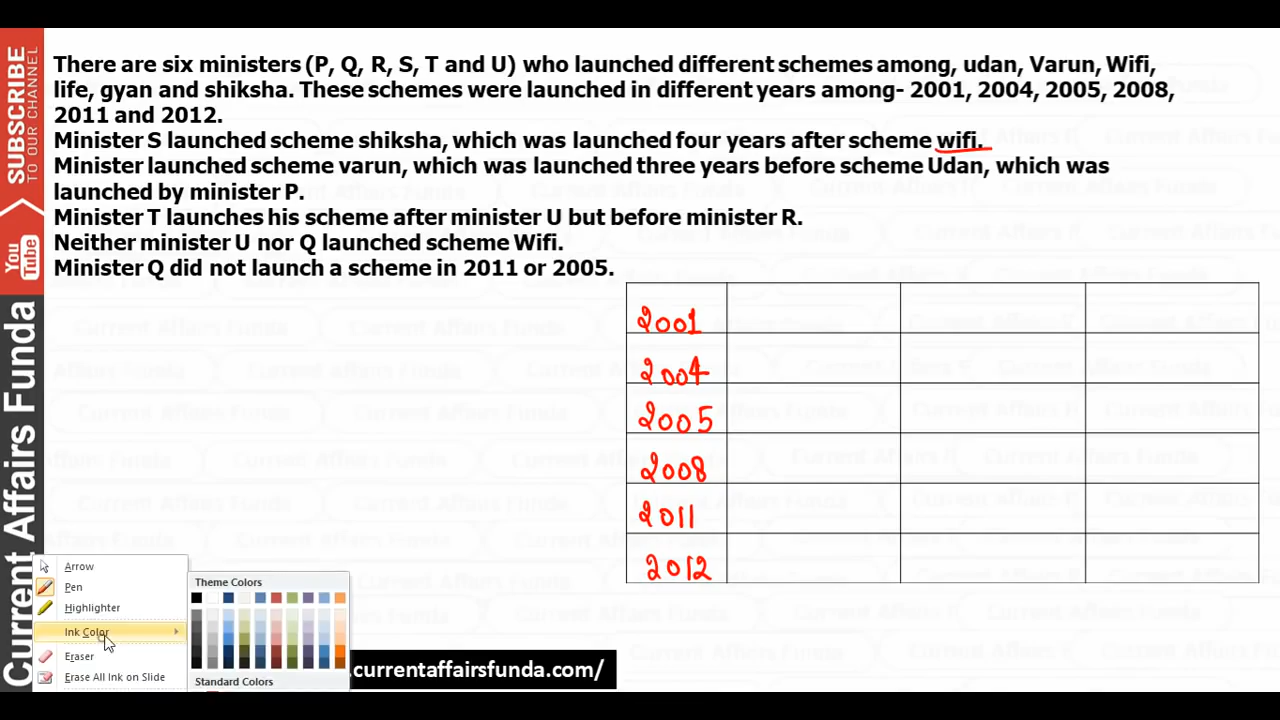 There are six ministers (P, Q, R, S, T and U) who launched different schemes among, udan, Varun, Wifi,
life, gyan and shiksha. These schemes were launched in different years among- 2001, 2004, 2005, 2008,
2011 and 2012.
Minister S launched scheme shiksha, which was launched four years after scheme wifi.
Minister launched scheme varun, which was launched three years before scheme Udan, which was
launched by minister P.
Minister T launches his scheme after minister U but before minister R.
Neither minister U nor Q launched scheme Wifi.
Minister Q did not launch a scheme in 2011 or 2005.
2001
2004
2005
2008
2011
2012
SUBSCRIBE
TO OUR CHANNEL
You
Tube
Current Affairs Funda
Arrow
Pen
Highlighter
Ink Color
Eraser
Erase All Ink on Slide
Theme Colors
Standard Colors
.currentaffairsfunda.com/